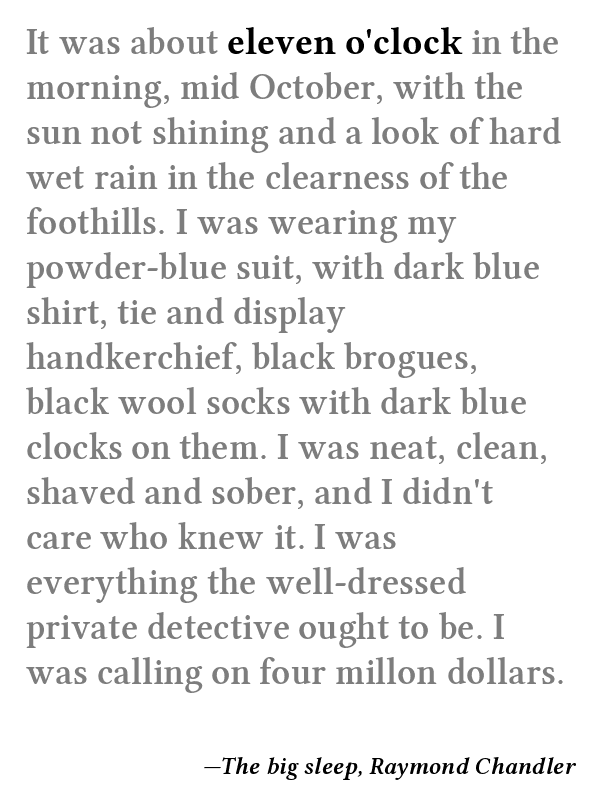 It was about eleven o'clock in the
morning, mid October, with the
sun not shining and a look of hard
wet rain in the clearness of the
foothills. I was wearing my
powder-blue suit, with dark blue
shirt, tie and display
handkerchief, black brogues,
black wool socks with dark blue
clocks on them. I was neat, clean,
shaved and sober, and I didn't
care who knew it. I was
everything the well-dressed
private detective ought to be. I
was calling on four millon dollars.
—The big sleep, Raymond Chandler